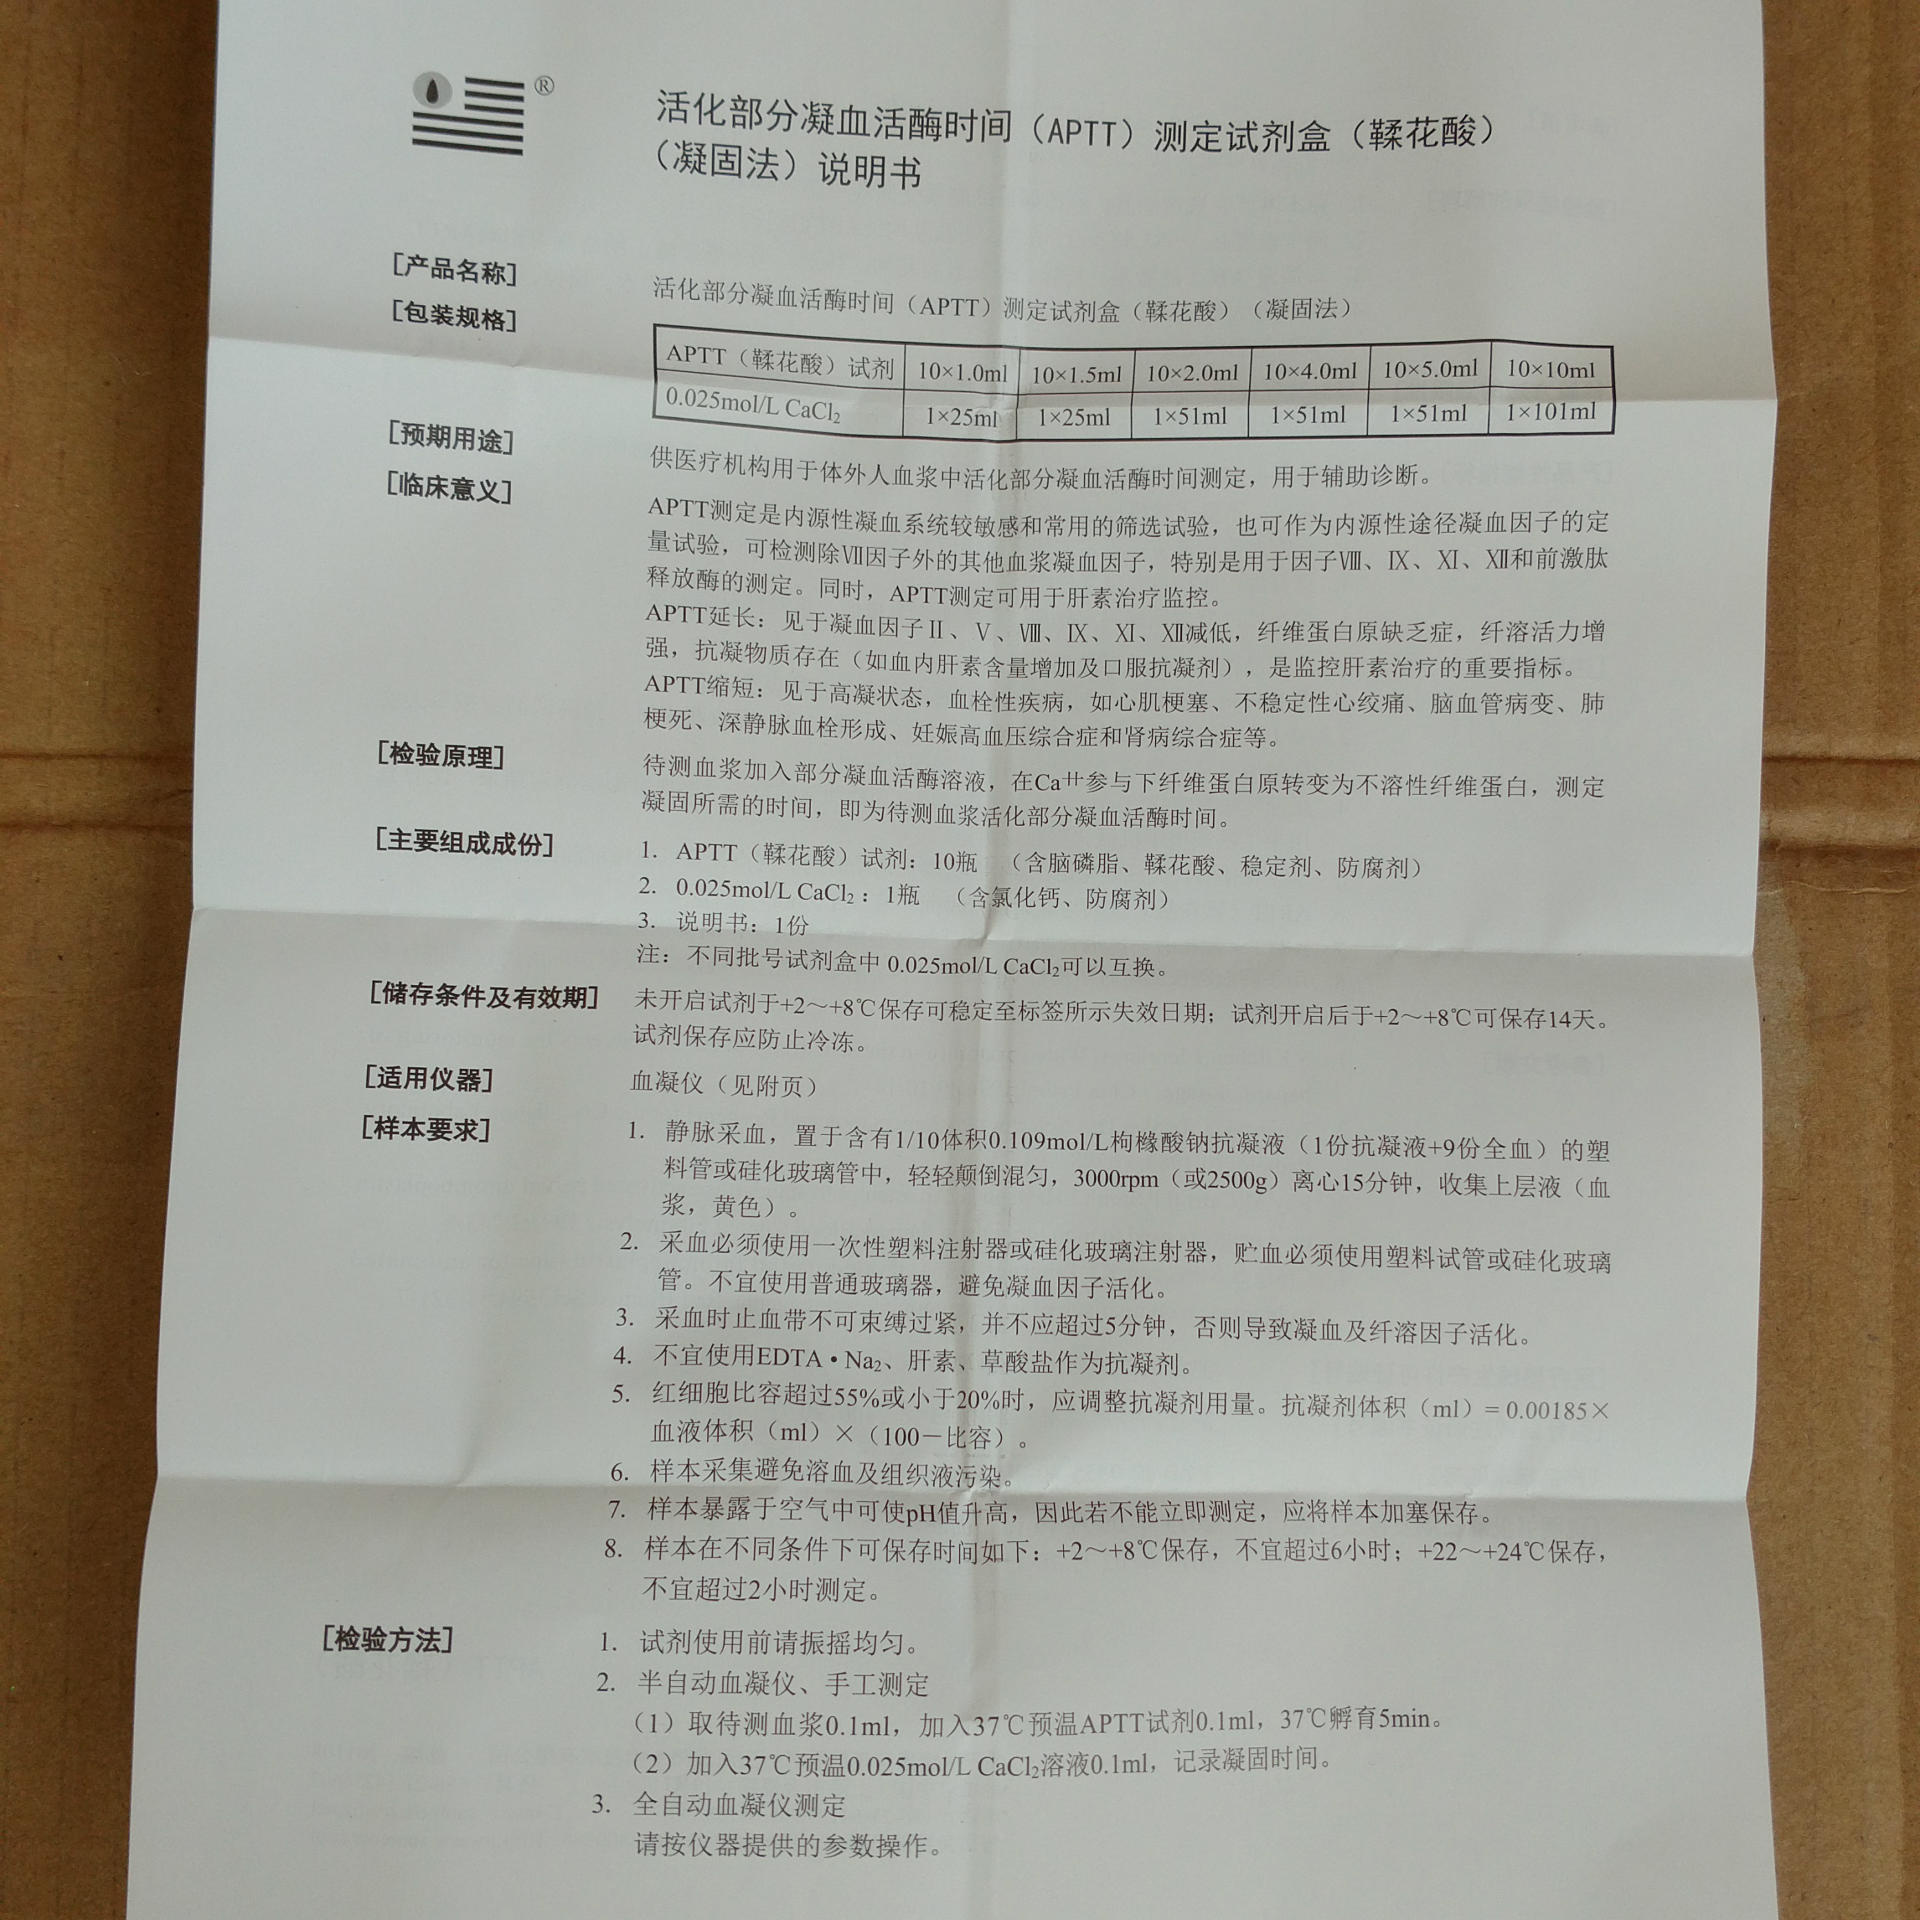 ®
活化部分凝血活酶时间（APTT）测定试剂盒（鞣花酸）
（凝固法）说明书
[产品名称]
活化部分凝血活酶时间（APTT）测定试剂盒（鞣花酸）（凝固法）
[包装规格]
APTT（鞣花酸）试剂 10×1.0ml 10×1.5ml 10×2.0ml 10×4.0ml 10×5.0ml 10×10ml
0.025mol/L CaCl₂ 1×25ml 1×25ml 1×51ml 1×51ml 1×51ml 1×101ml
[预期用途]
供医疗机构用于体外人血浆中活化部分凝血活酶时间测定，用于辅助诊断。
[临床意义]
APTT测定是内源性凝血系统较敏感和常用的筛选试验，也可作为内源性途径凝血因子的定
量试验，可检测除Ⅶ因子外的其他血浆凝血因子，特别是用于因子Ⅷ、Ⅸ、Ⅺ、Ⅻ和前激肽
释放酶的测定。同时，APTT测定可用于肝素治疗监控。
APTT延长：见于凝血因子Ⅱ、Ⅴ、Ⅷ、Ⅸ、Ⅺ、Ⅻ减低，纤维蛋白原缺乏症，纤溶活力增
强，抗凝物质存在（如血内肝素含量增加及口服抗凝剂），是监控肝素治疗的重要指标。
APTT缩短：见于高凝状态，血栓性疾病，如心肌梗塞、不稳定性心绞痛、脑血管病变、肺
梗死、深静脉血栓形成、妊娠高血压综合症和肾病综合症等。
[检验原理]
待测血浆加入部分凝血活酶溶液，在Ca⁺⁺参与下纤维蛋白原转变为不溶性纤维蛋白，测定
凝固所需的时间，即为待测血浆活化部分凝血活酶时间。
[主要组成成份]
1. APTT（鞣花酸）试剂：10瓶 （含脑磷脂、鞣花酸、稳定剂、防腐剂）
2. 0.025mol/L CaCl₂：1瓶 （含氯化钙、防腐剂）
3. 说明书：1份
注：不同批号试剂盒中 0.025mol/L CaCl₂可以互换。
[储存条件及有效期]
未开启试剂于+2～+8℃保存可稳定至标签所示失效日期；试剂开启后于+2～+8℃可保存14天。
试剂保存应防止冷冻。
[适用仪器]
血凝仪（见附页）
[样本要求]
1. 静脉采血，置于含有1/10体积0.109mol/L枸橼酸钠抗凝液（1份抗凝液+9份全血）的塑
料管或硅化玻璃管中，轻轻颠倒混匀，3000rpm（或2500g）离心15分钟，收集上层液（血
浆，黄色）。
2. 采血必须使用一次性塑料注射器或硅化玻璃注射器，贮血必须使用塑料试管或硅化玻璃
管。不宜使用普通玻璃器，避免凝血因子活化。
3. 采血时止血带不可束缚过紧，并不应超过5分钟，否则导致凝血及纤溶因子活化。
4. 不宜使用EDTA•Na₂、肝素、草酸盐作为抗凝剂。
5. 红细胞比容超过55%或小于20%时，应调整抗凝剂用量。抗凝剂体积（ml）= 0.00185×
血液体积（ml）×（100－比容）。
6. 样本采集避免溶血及组织液污染。
7. 样本暴露于空气中可使pH值升高，因此若不能立即测定，应将样本加塞保存。
8. 样本在不同条件下可保存时间如下：+2～+8℃保存，不宜超过6小时；+22～+24℃保存，
不宜超过2小时测定。
[检验方法]
1. 试剂使用前请振摇均匀。
2. 半自动血凝仪、手工测定
（1）取待测血浆0.1ml，加入37℃预温APTT试剂0.1ml，37℃孵育5min。
（2）加入37℃预温0.025mol/L CaCl₂溶液0.1ml，记录凝固时间。
3. 全自动血凝仪测定
请按仪器提供的参数操作。